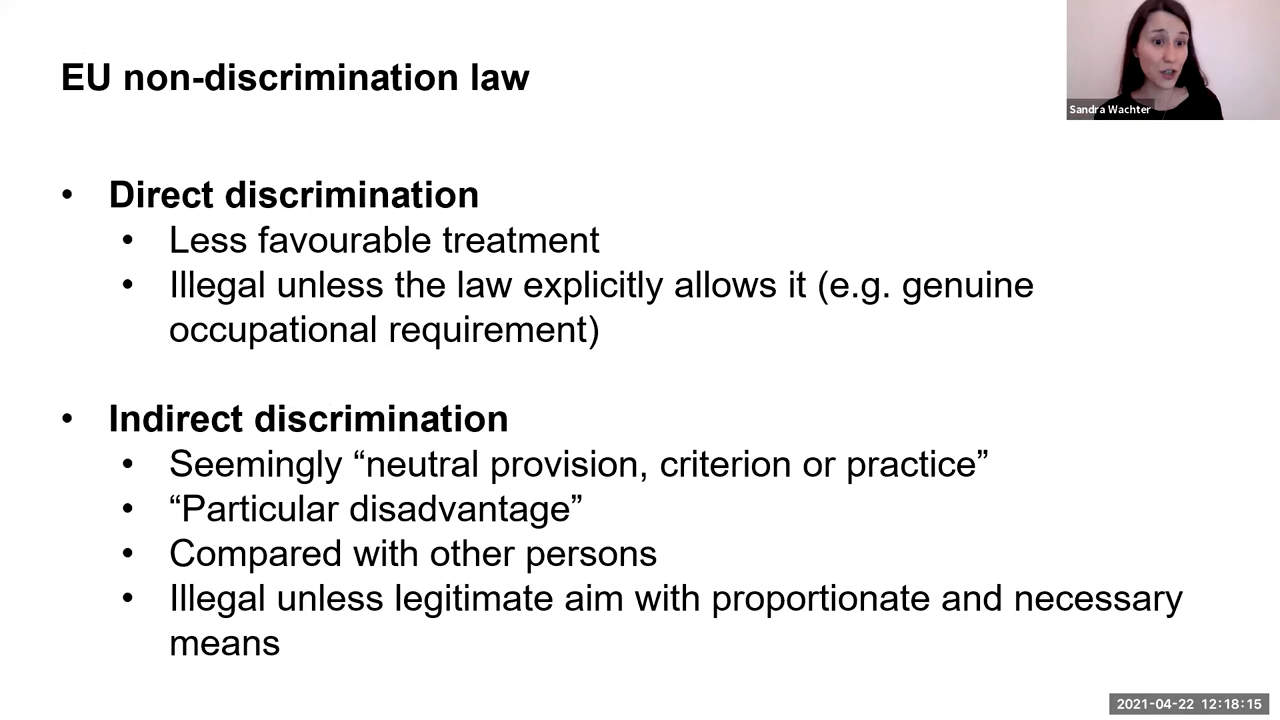 EU non-discrimination law
Sandra Wachter
• Direct discrimination
• Less favourable treatment
• Illegal unless the law explicitly allows it (e.g. genuine
occupational requirement)
• Indirect discrimination
• Seemingly “neutral provision, criterion or practice”
• “Particular disadvantage”
• Compared with other persons
• Illegal unless legitimate aim with proportionate and necessary
means
2021-04-22 12:18:15